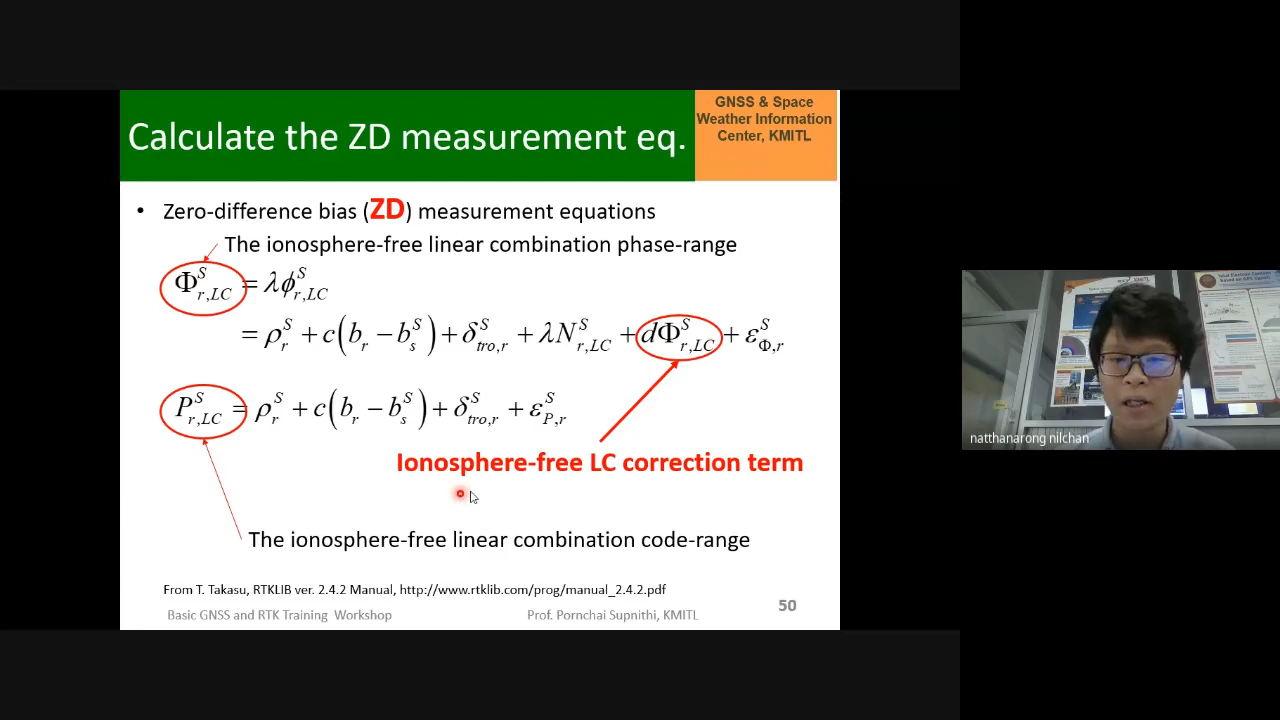 Calculate the ZD measurement eq.
GNSS & Space
Weather Information
Center, KMITL
• Zero-difference bias (ZD) measurement equations
The ionosphere-free linear combination phase-range
Φ^S_{r,LC} = λϕ^S_{r,LC}
= ρ^S_r + c(b_r − b^S_s) + δ^S_{tro,r} + λN^S_{r,LC} + dΦ^S_{r,LC} + ε^S_{Φ,r}
P^S_{r,LC} = ρ^S_r + c(b_r − b^S_s) + δ^S_{tro,r} + ε^S_{P,r}
Ionosphere-free LC correction term
The ionosphere-free linear combination code-range
From T. Takasu, RTKLIB ver. 2.4.2 Manual, http://www.rtklib.com/prog/manual_2.4.2.pdf
Basic GNSS and RTK Training Workshop
Prof. Pornchai Supnithi, KMITL
50
natthanarong nilchan